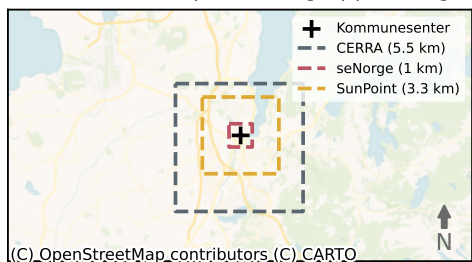 Kommunesenter
CERRA (5.5 km)
seNorge (1 km)
SunPoint (3.3 km)
N
(C) OpenStreetMap contributors (C) CARTO